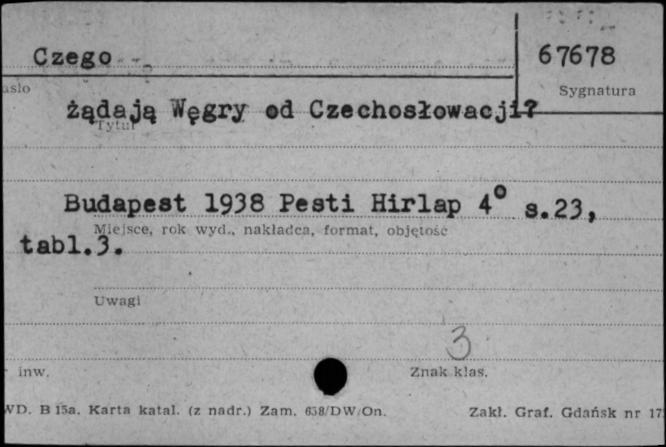 Czego
67678
Sygnatura
żądają Węgry od Czechosłowacji?
Tytuł
Budapest 1938 Pesti Hirlap 4° s.23,
Miejsce, rok wyd., nakładca, format, objętość
tabl.3.
Uwagi
3
inw.
Znak klas.
WD. B 15a. Karta katal. (z nadr.) Zam. 658/DW/On.
Zakł. Graf. Gdańsk nr